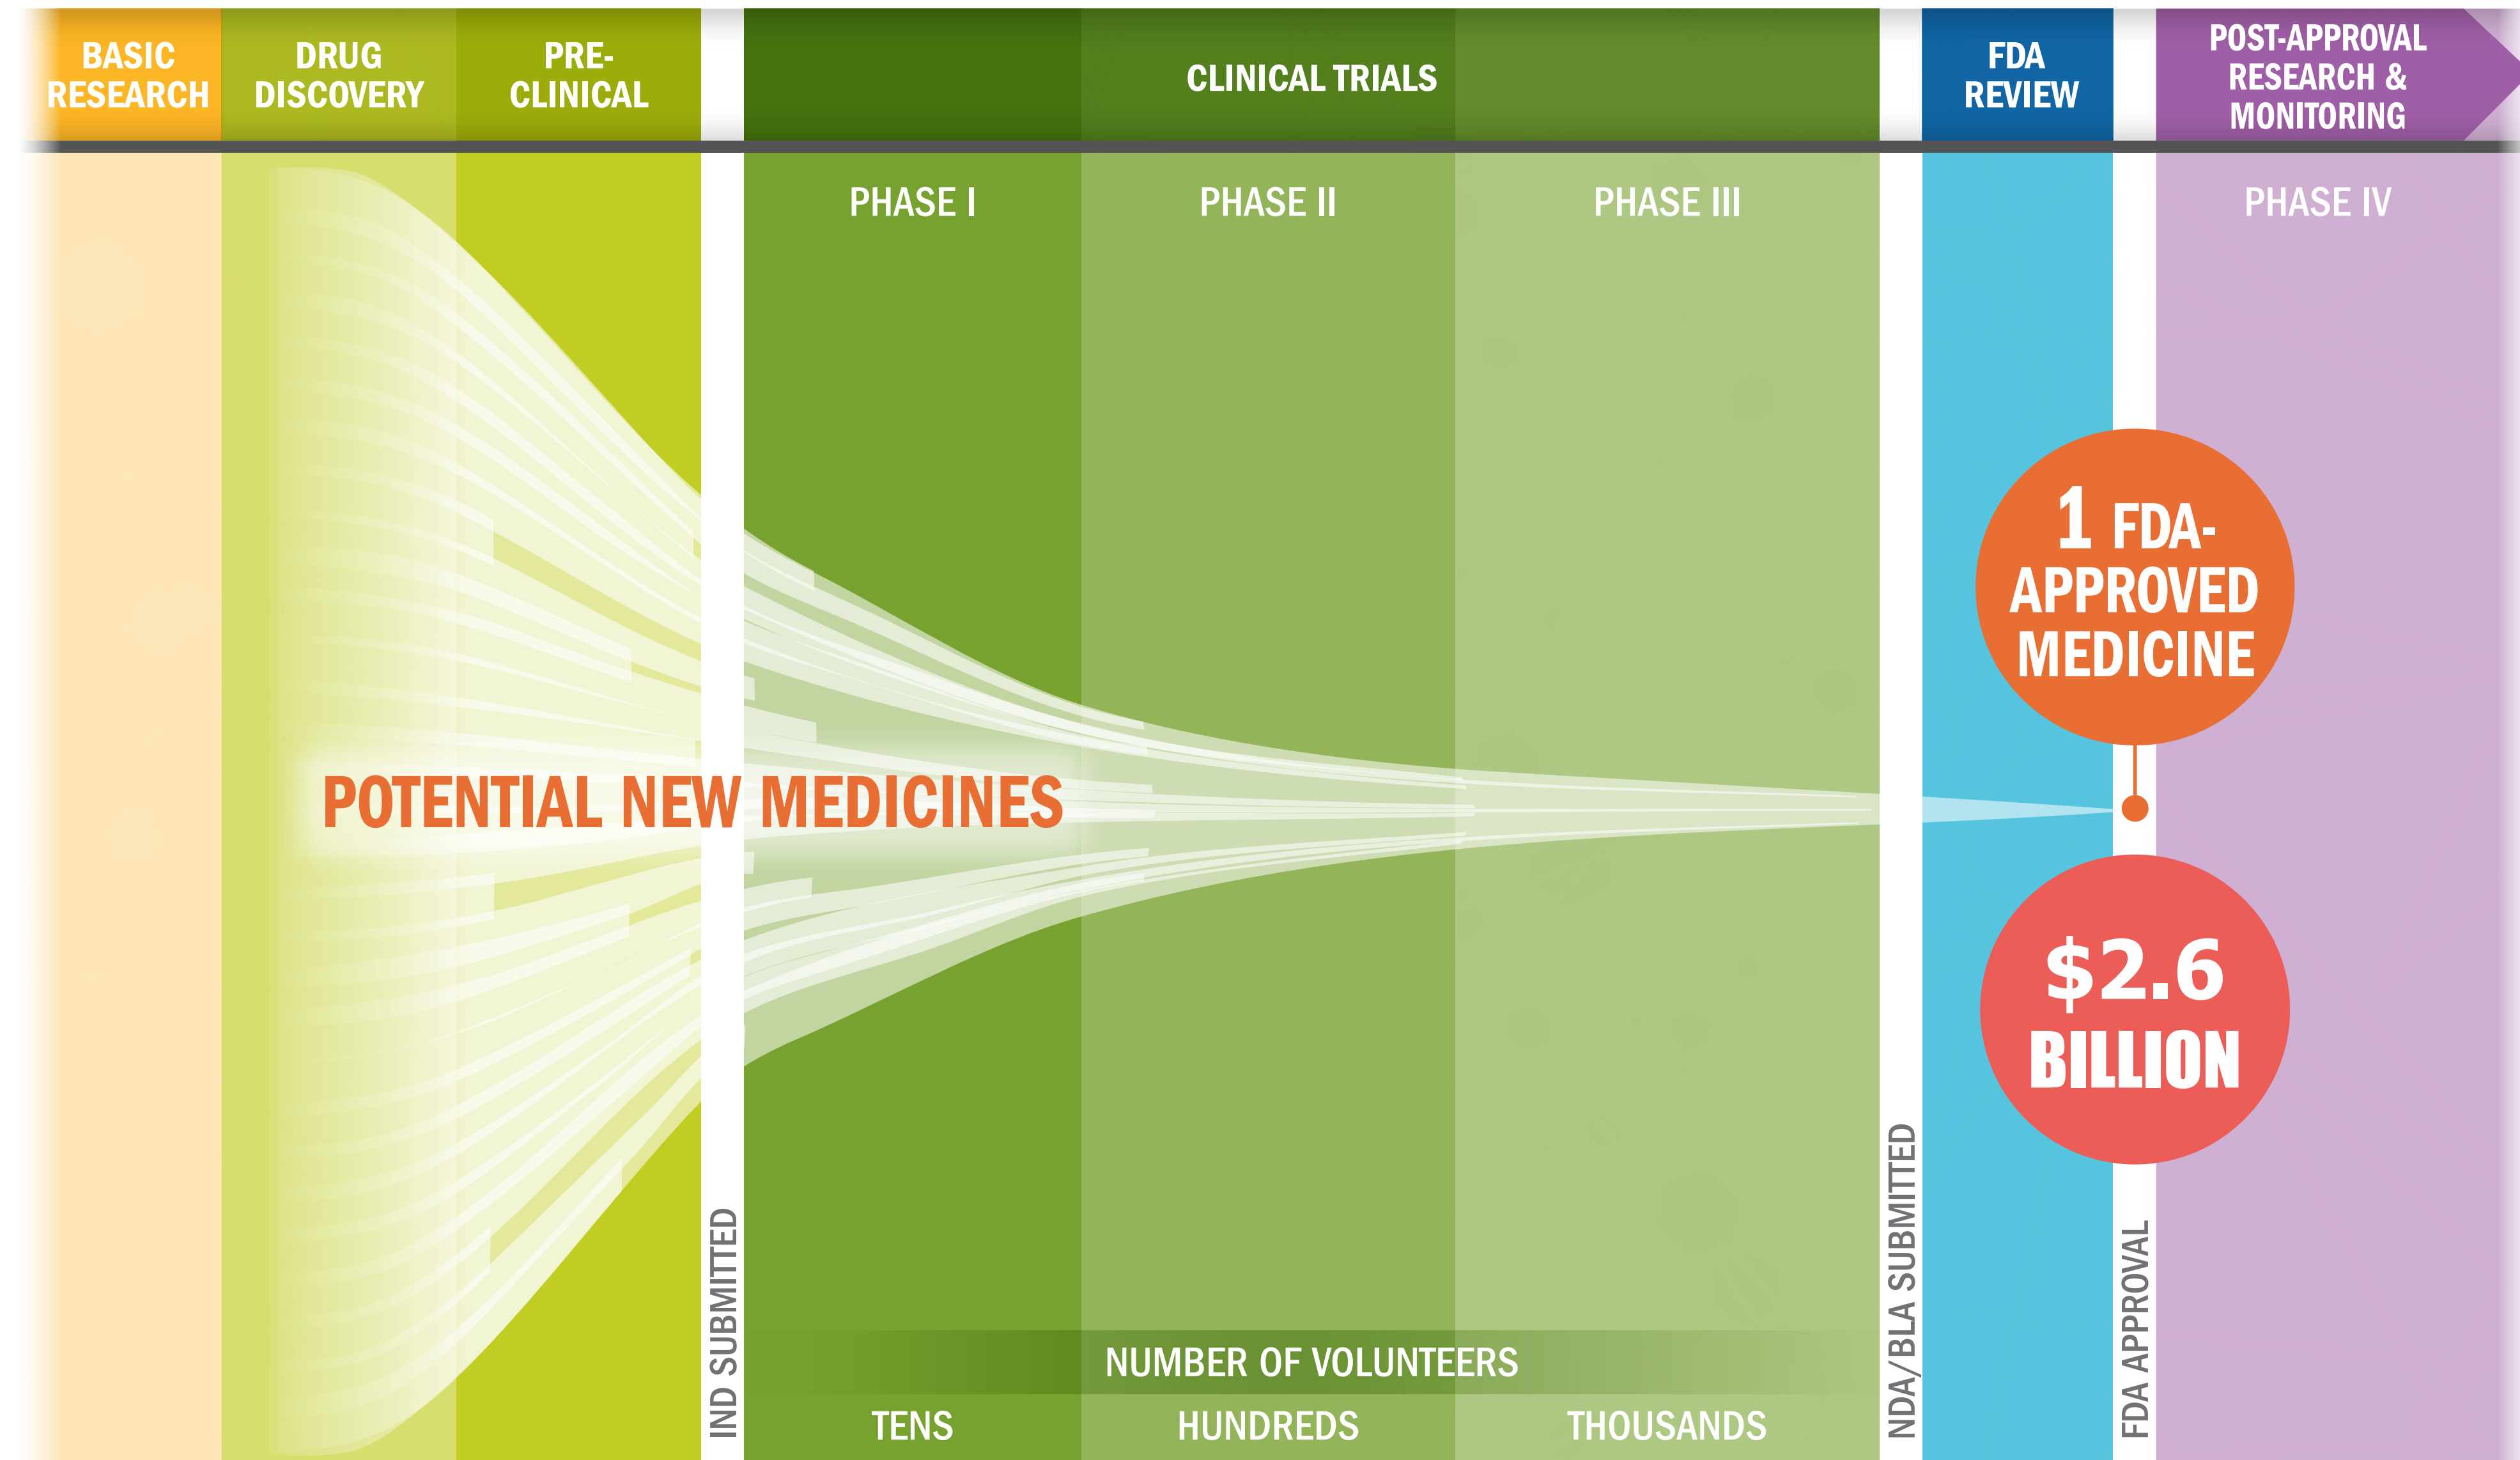 BASIC
RESEARCH
DRUG
DISCOVERY
PRE-
CLINICAL
CLINICAL TRIALS
FDA
REVIEW
POST-APPROVAL
RESEARCH &
MONITORING
PHASE I
PHASE II
PHASE III
PHASE IV
1 FDA-
APPROVED
MEDICINE
POTENTIAL NEW MEDICINES
$2.6
BILLION
IND SUBMITTED
NDA/BLA SUBMITTED
FDA APPROVAL
NUMBER OF VOLUNTEERS
TENS
HUNDREDS
THOUSANDS